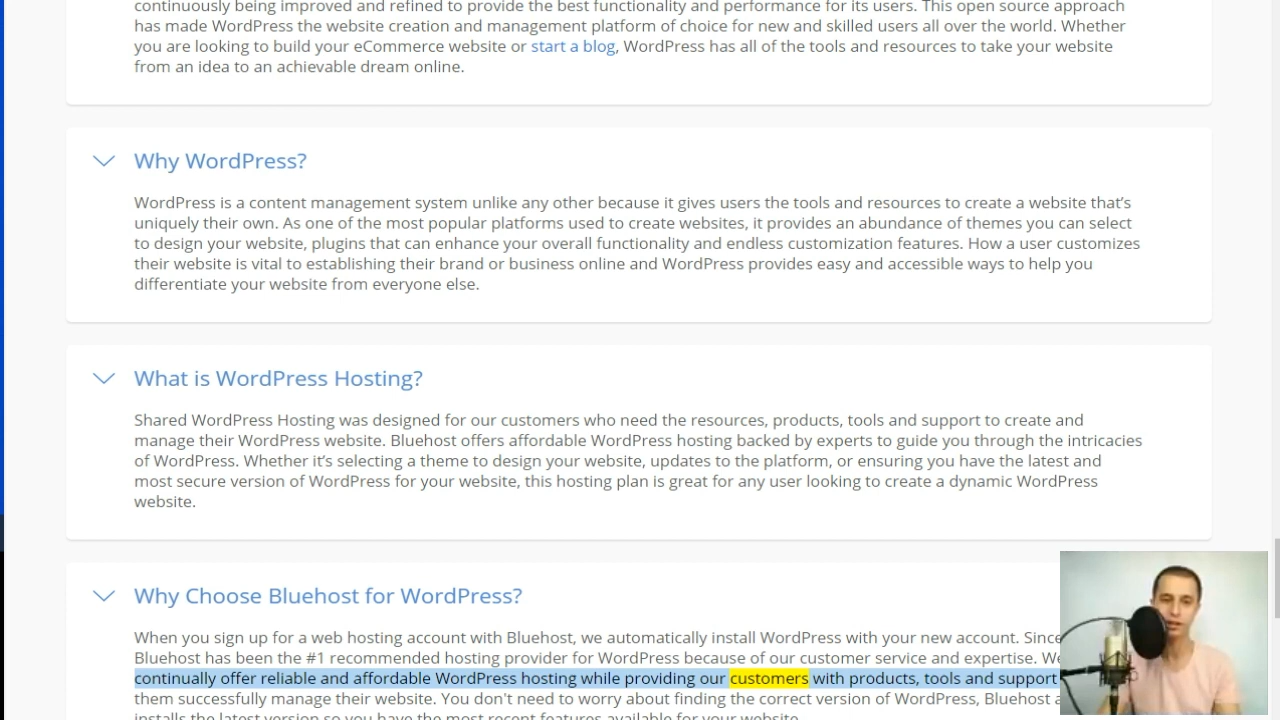 continuously being improved and refined to provide the best functionality and performance for its users. This open source approach
has made WordPress the website creation and management platform of choice for new and skilled users all over the world. Whether
you are looking to build your eCommerce website or start a blog, WordPress has all of the tools and resources to take your website
from an idea to an achievable dream online.
Why WordPress?
WordPress is a content management system unlike any other because it gives users the tools and resources to create a website that’s
uniquely their own. As one of the most popular platforms used to create websites, it provides an abundance of themes you can select
to design your website, plugins that can enhance your overall functionality and endless customization features. How a user customizes
their website is vital to establishing their brand or business online and WordPress provides easy and accessible ways to help you
differentiate your website from everyone else.
What is WordPress Hosting?
Shared WordPress Hosting was designed for our customers who need the resources, products, tools and support to create and
manage their WordPress website. Bluehost offers affordable WordPress hosting backed by experts to guide you through the intricacies
of WordPress. Whether it’s selecting a theme to design your website, updates to the platform, or ensuring you have the latest and
most secure version of WordPress for your website, this hosting plan is great for any user looking to create a dynamic WordPress
website.
Why Choose Bluehost for WordPress?
When you sign up for a web hosting account with Bluehost, we automatically install WordPress with your new account. Since
Bluehost has been the #1 recommended hosting provider for WordPress because of our customer service and expertise. We
continually offer reliable and affordable WordPress hosting while providing our customers with products, tools and support
them successfully manage their website. You don't need to worry about finding the correct version of WordPress, Bluehost
installs the latest version so you have the most recent features available for your website.